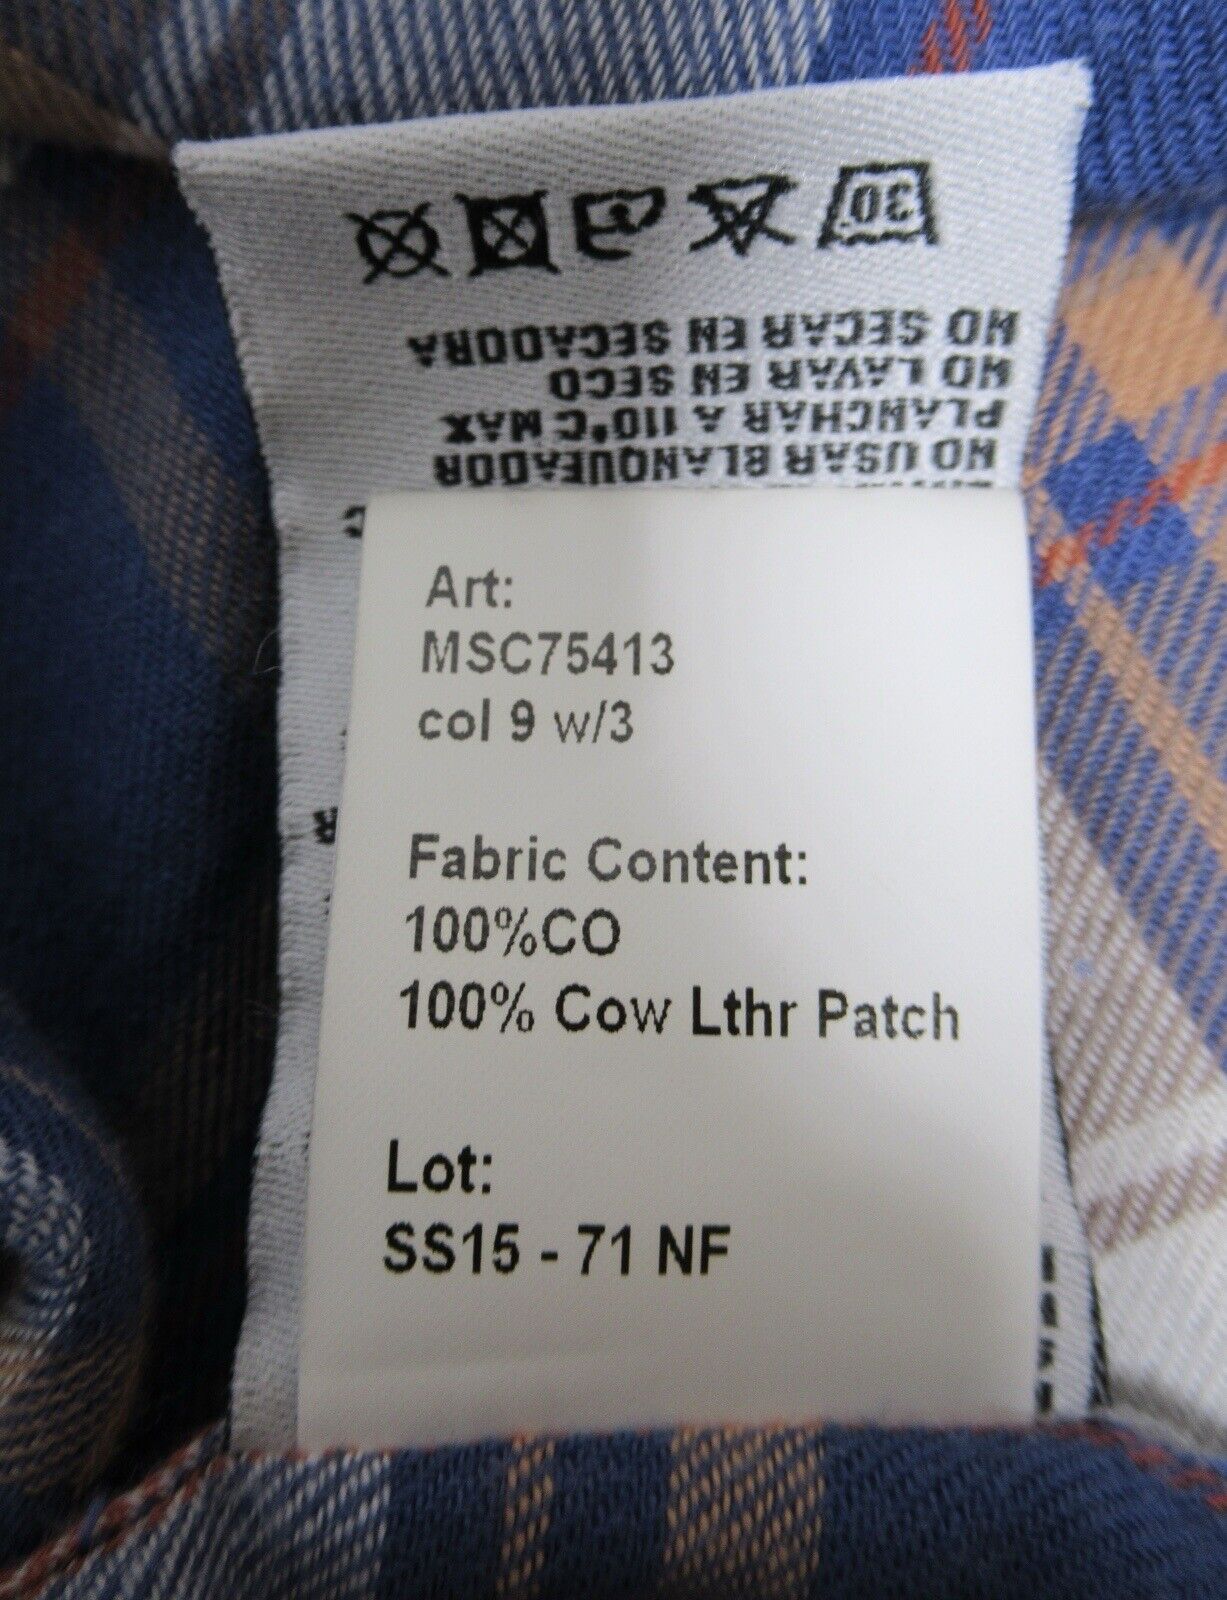 NO USAR BLANQUEADOR
PLANCHAR A 110°C MAX
NO LAVAR EN SECO
NO SECAR EN SECADORA
30
Art:
MSC75413
col 9 w/3
Fabric Content:
100%CO
100% Cow Lthr Patch
Lot:
SS15 - 71 NF